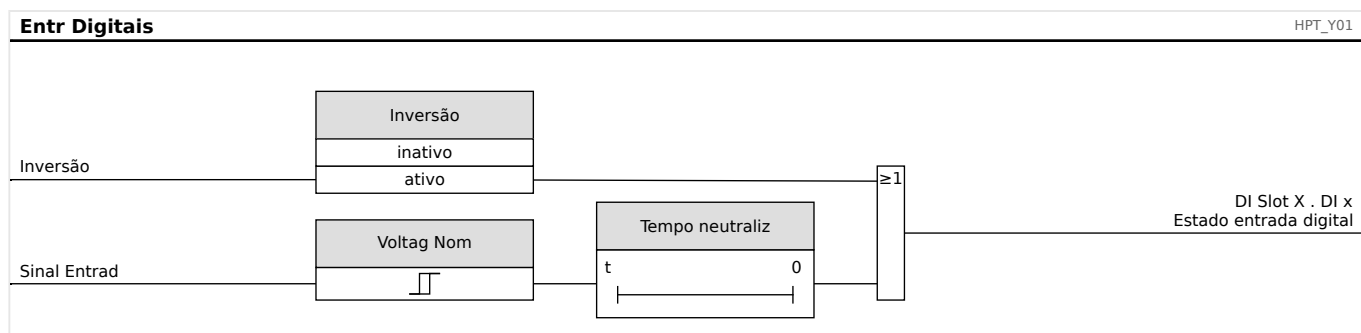 Entr Digitais
HPT_Y01
Inversão
inativo
Inversão
ativo
≥1
DI Slot X . DI x
Estado entrada digital
Tempo neutraliz
Voltag Nom
t 0
Sinal Entrad